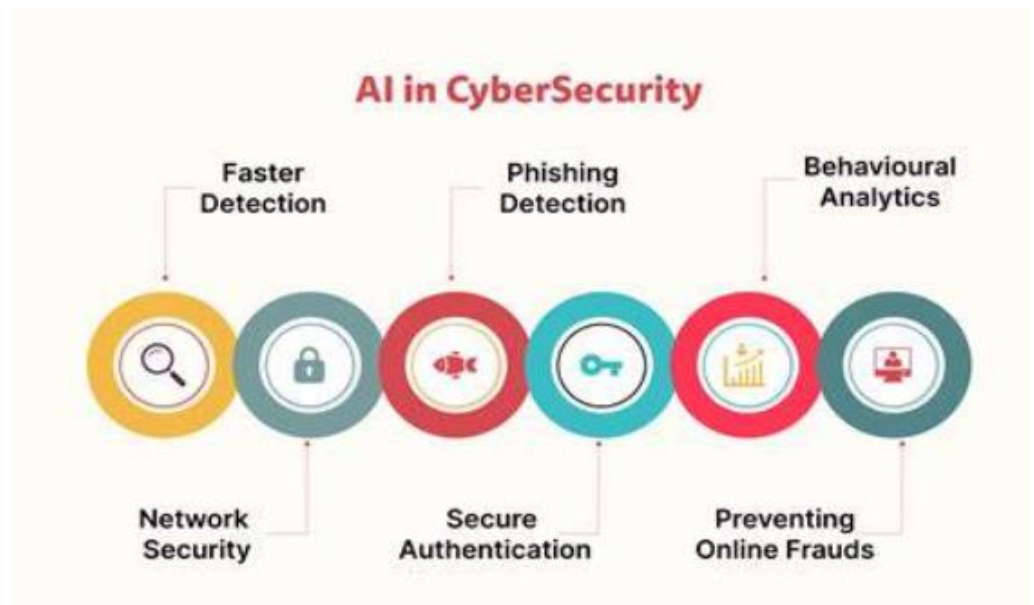 AI in CyberSecurity
Faster
Detection
Phishing
Detection
Behavioural
Analytics
Network
Security
Secure
Authentication
Preventing
Online Frauds